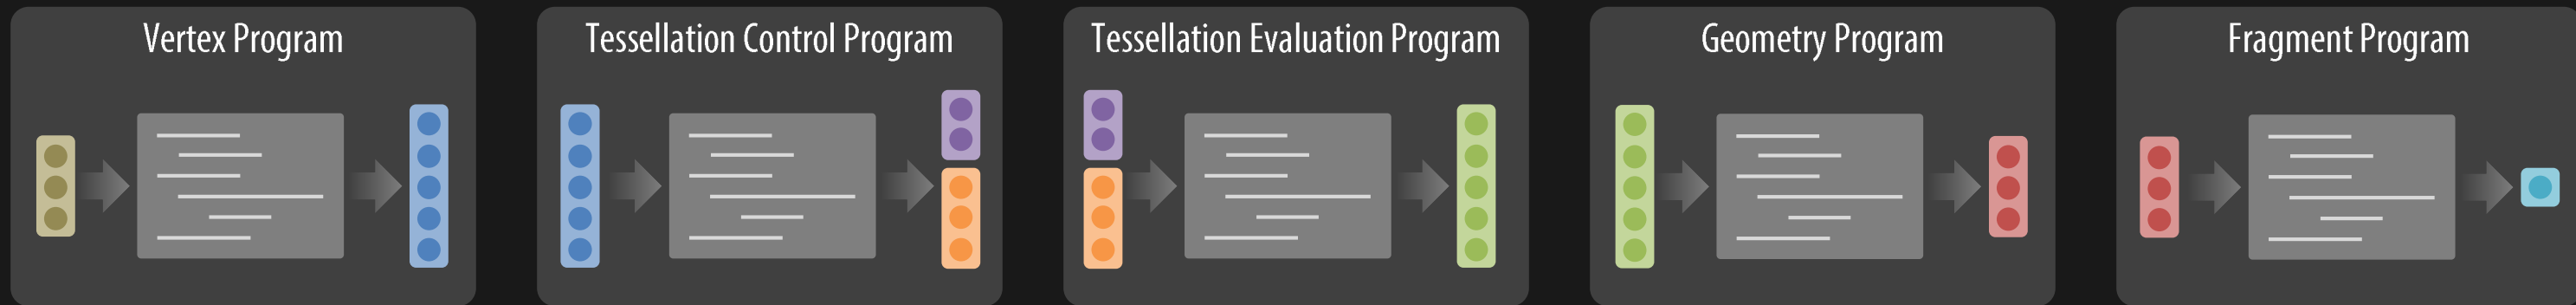 Vertex Program
Tessellation Control Program
Tessellation Evaluation Program
Geometry Program
Fragment Program